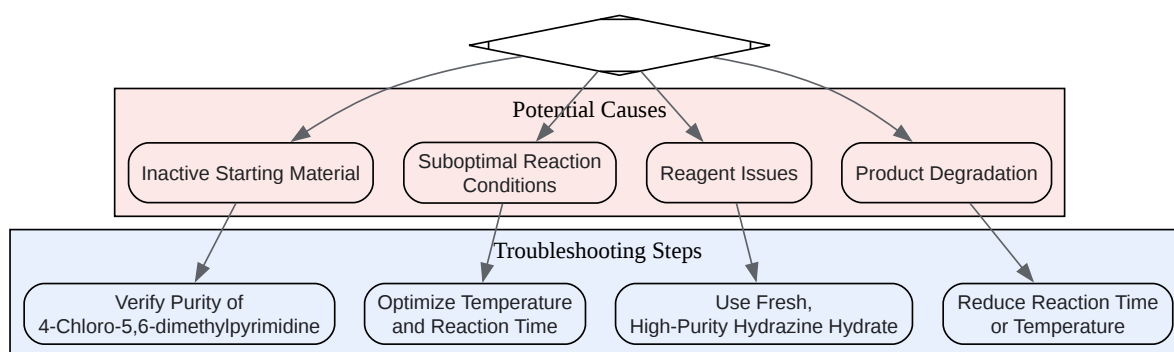 Potential Causes
Inactive Starting Material
Suboptimal Reaction
Conditions
Reagent Issues
Product Degradation
Troubleshooting Steps
Verify Purity of
4-Chloro-5,6-dimethylpyrimidine
Optimize Temperature
and Reaction Time
Use Fresh,
High-Purity Hydrazine Hydrate
Reduce Reaction Time
or Temperature